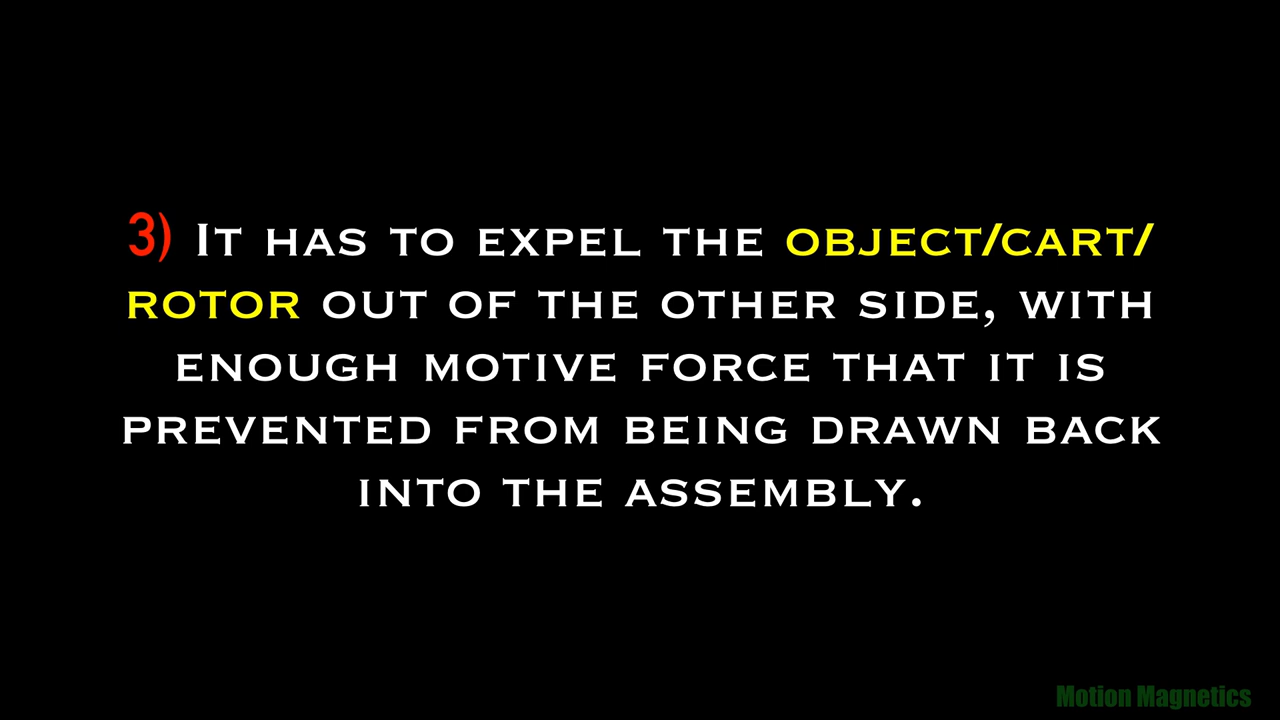 3) It has to expel the object/cart/
rotor out of the other side, with
enough motive force that it is
prevented from being drawn back
into the assembly.
Motion Magnetics